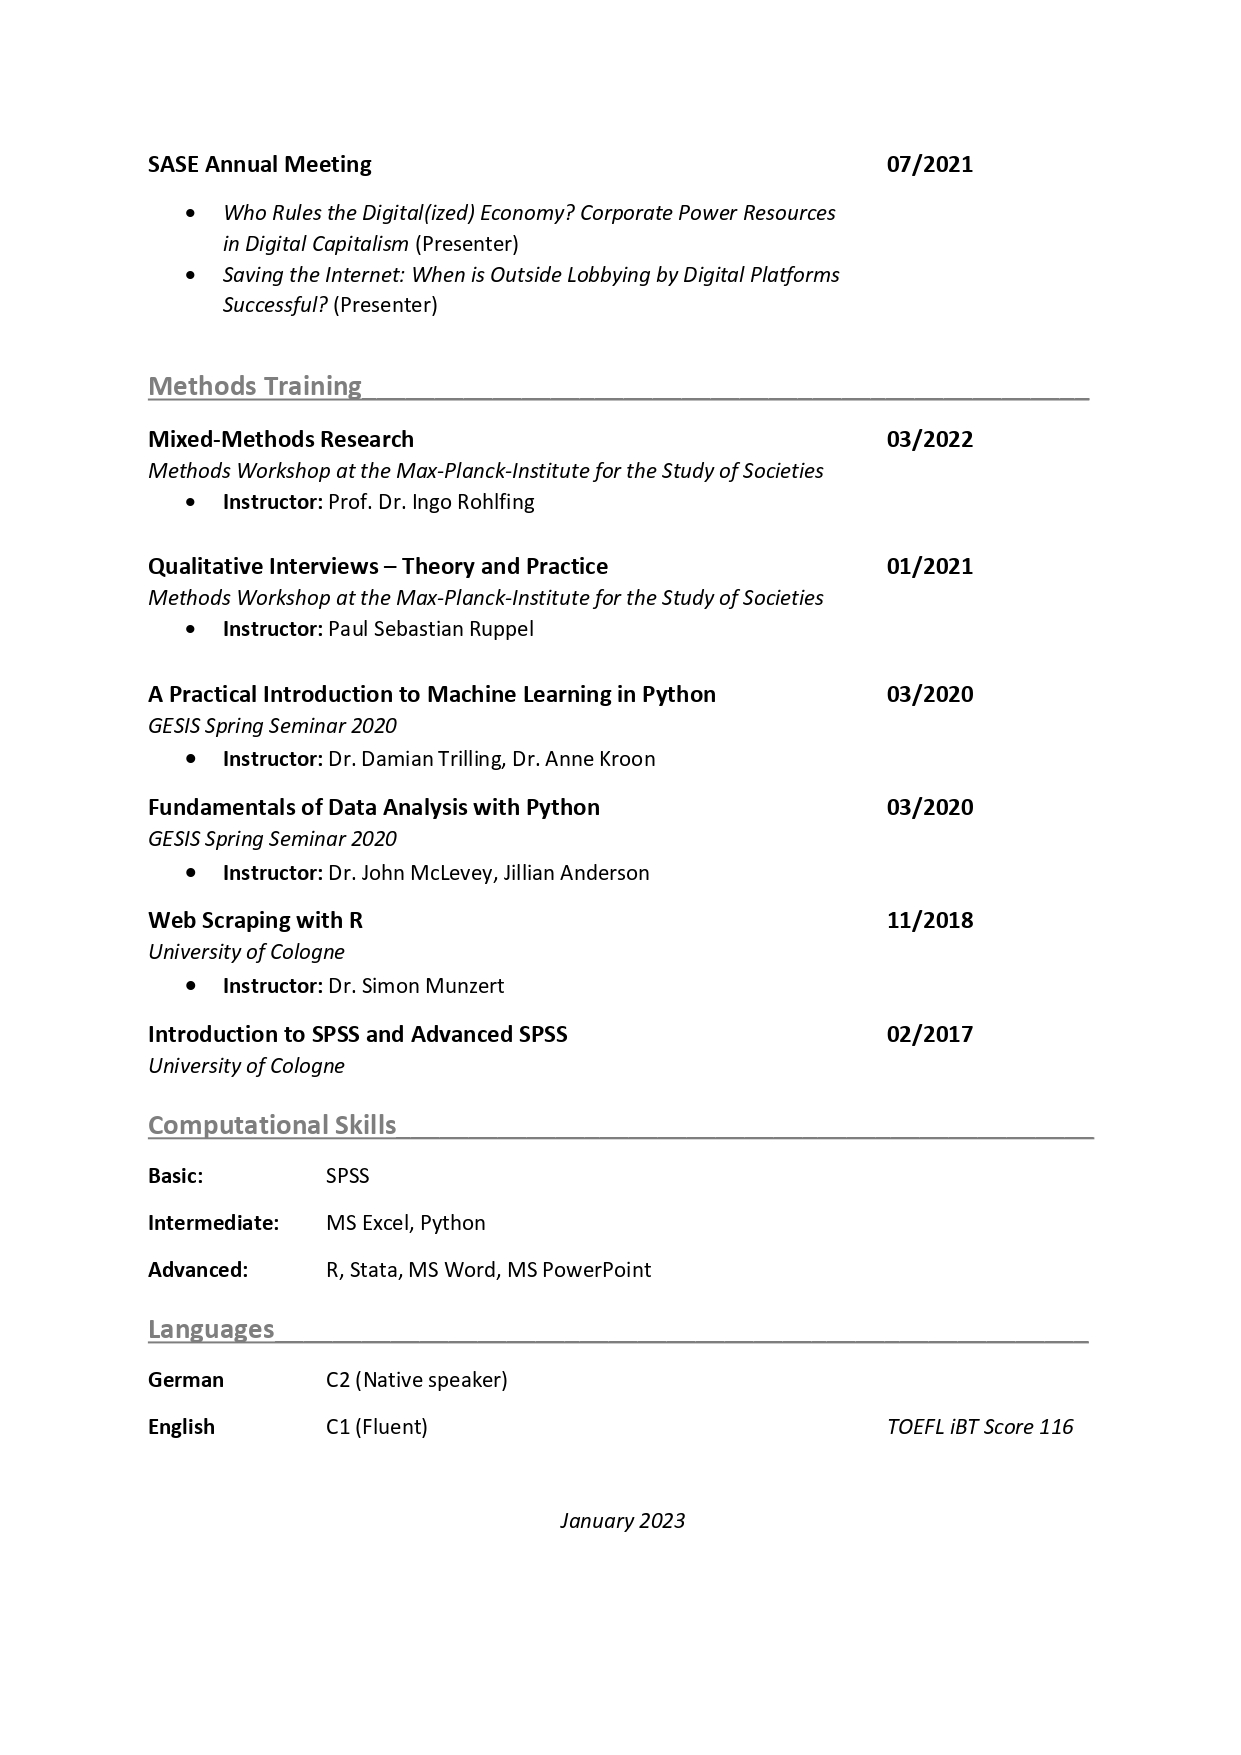 SASE Annual Meeting 07/2021
• Who Rules the Digital(ized) Economy? Corporate Power Resources
in Digital Capitalism (Presenter)
• Saving the Internet: When is Outside Lobbying by Digital Platforms
Successful? (Presenter)
Methods Training
Mixed-Methods Research 03/2022
Methods Workshop at the Max-Planck-Institute for the Study of Societies
• Instructor: Prof. Dr. Ingo Rohlfing
Qualitative Interviews – Theory and Practice 01/2021
Methods Workshop at the Max-Planck-Institute for the Study of Societies
• Instructor: Paul Sebastian Ruppel
A Practical Introduction to Machine Learning in Python 03/2020
GESIS Spring Seminar 2020
• Instructor: Dr. Damian Trilling, Dr. Anne Kroon
Fundamentals of Data Analysis with Python 03/2020
GESIS Spring Seminar 2020
• Instructor: Dr. John McLevey, Jillian Anderson
Web Scraping with R 11/2018
University of Cologne
• Instructor: Dr. Simon Munzert
Introduction to SPSS and Advanced SPSS 02/2017
University of Cologne
Computational Skills
Basic: SPSS
Intermediate: MS Excel, Python
Advanced: R, Stata, MS Word, MS PowerPoint
Languages
German C2 (Native speaker)
English C1 (Fluent) TOEFL iBT Score 116
January 2023